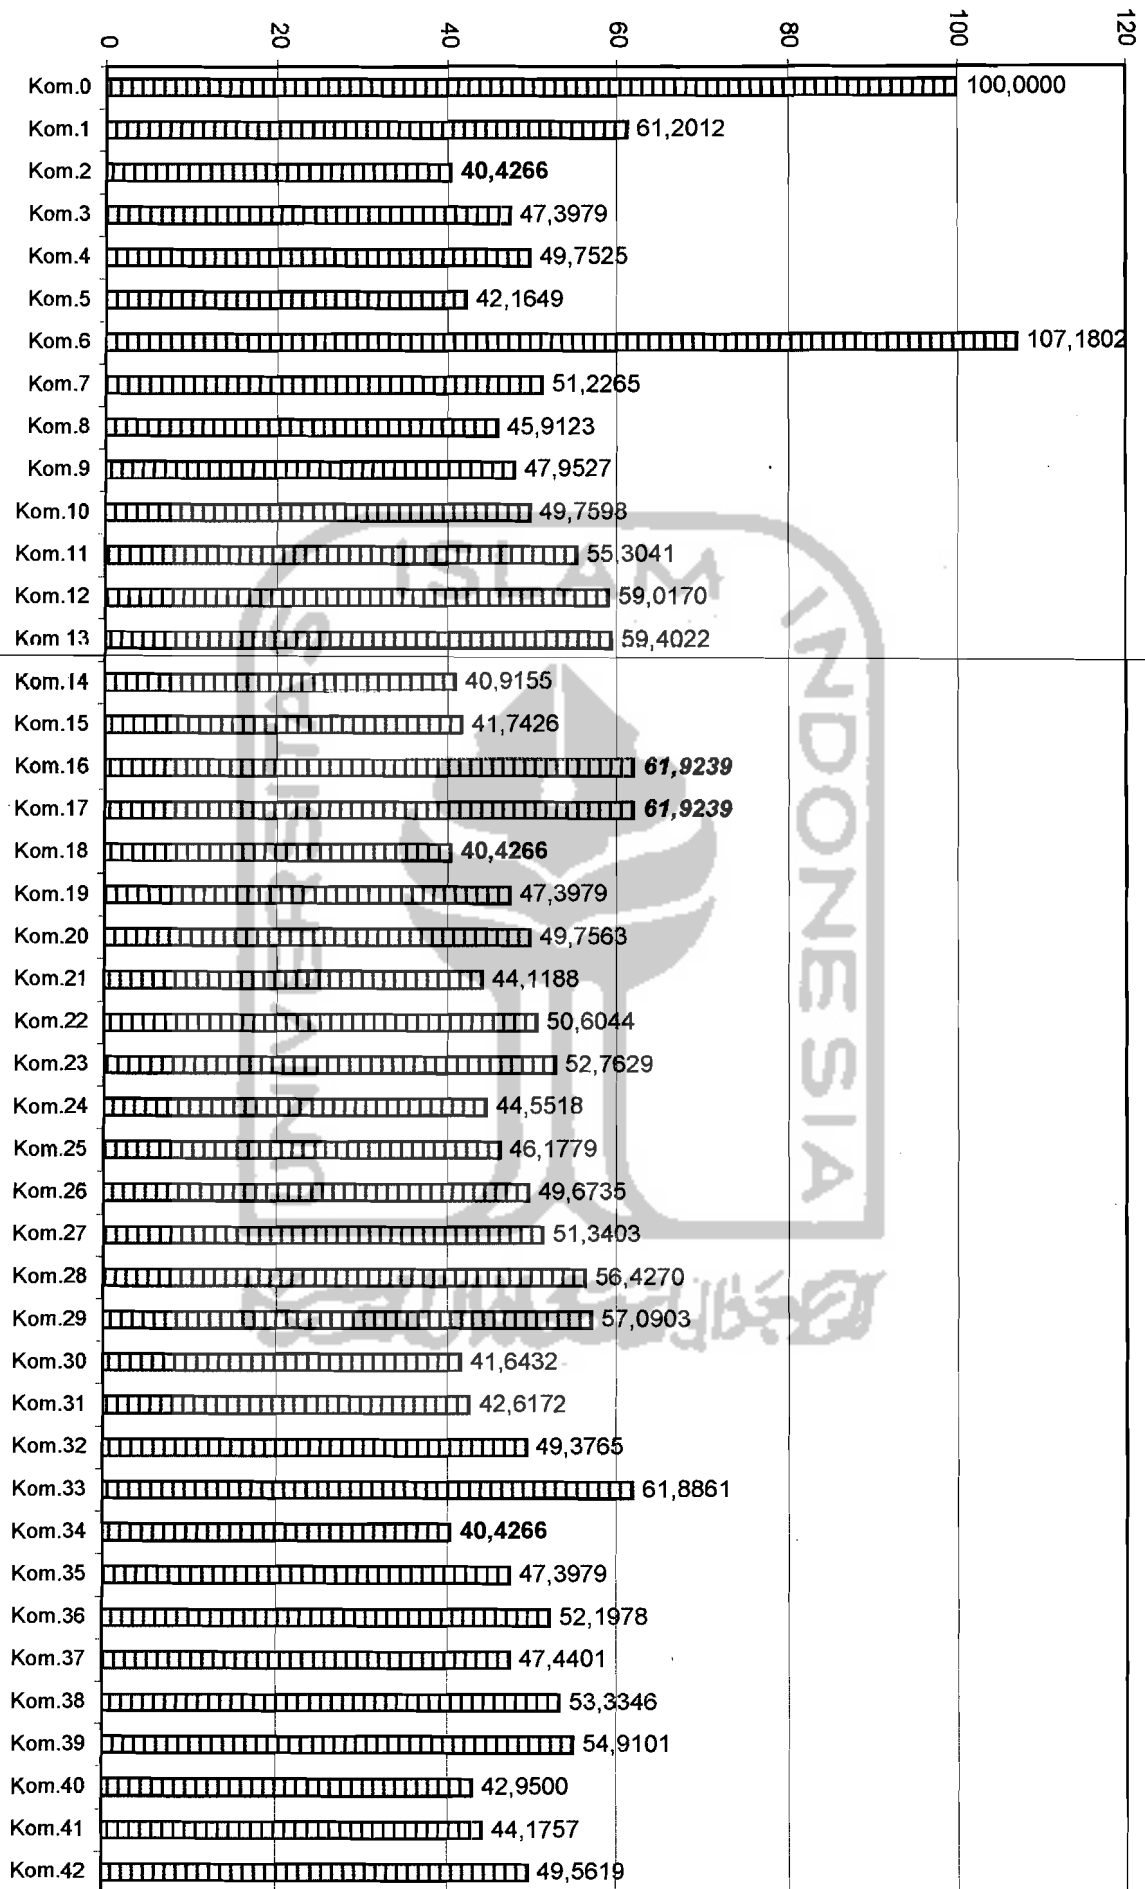 0 20 40 60 80 100 120
Kom.0 100,0000
Kom.1 61,2012
Kom.2 40,4266
Kom.3 47,3979
Kom.4 49,7525
Kom.5 42,1649
Kom.6 107,1802
Kom.7 51,2265
Kom.8 45,9123
Kom.9 47,9527
Kom.10 49,7598
Kom.11 55,3041
Kom.12 59,0170
Kom 13 59,4022
Kom.14 40,9155
Kom.15 41,7426
Kom.16 61,9239
Kom.17 61,9239
Kom.18 40,4266
Kom.19 47,3979
Kom.20 49,7563
Kom.21 44,1188
Kom.22 50,6044
Kom.23 52,7629
Kom.24 44,5518
Kom.25 46,1779
Kom.26 49,6735
Kom.27 51,3403
Kom.28 56,4270
Kom.29 57,0903
Kom.30 41,6432
Kom.31 42,6172
Kom.32 49,3765
Kom.33 61,8861
Kom.34 40,4266
Kom.35 47,3979
Kom.36 52,1978
Kom.37 47,4401
Kom.38 53,3346
Kom.39 54,9101
Kom.40 42,9500
Kom.41 44,1757
Kom.42 49,5619
UNIVERSITAS
ISLAM
INDONESIA